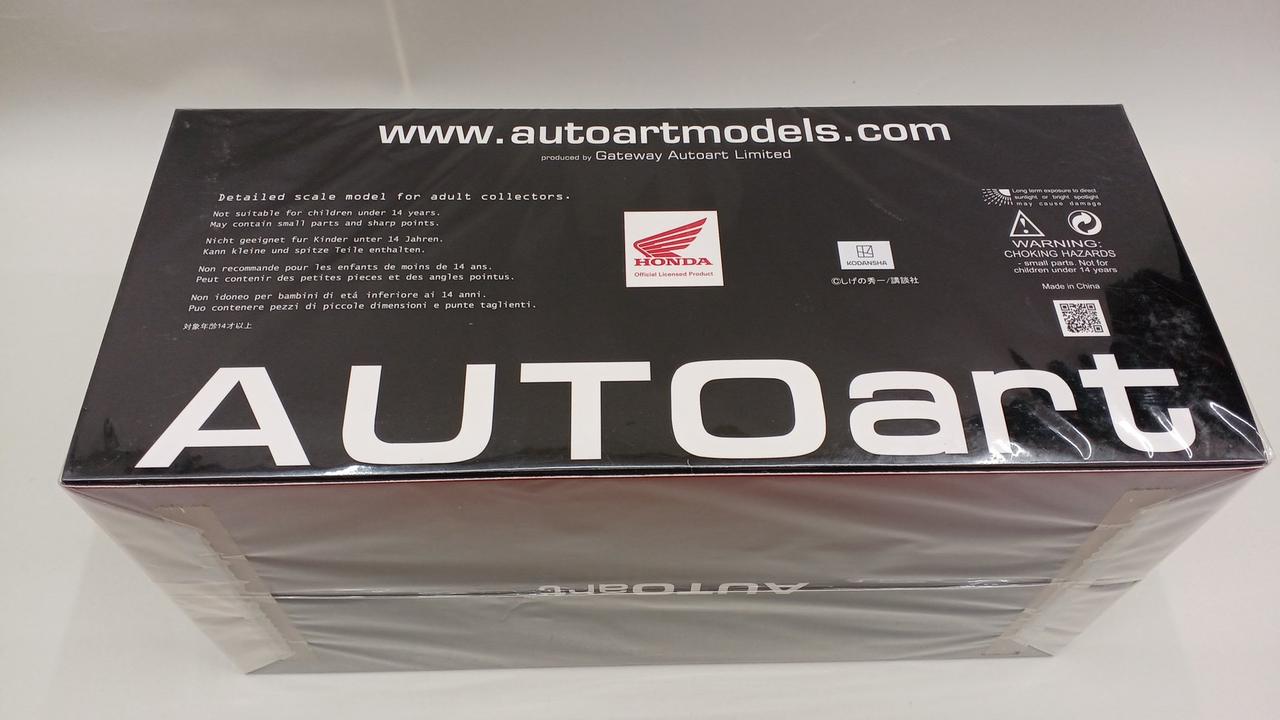 www.autoartmodels.com
produced by Gateway Autoart Limited
Detailed scale model for adult collectors.
Not suitable for children under 14 years.
May contain small parts and sharp points.
Nicht geeignet fur Kinder unter 14 Jahren.
Kann kleine und spitze Teile enthalten.
Non recommande pour les enfants de moins de 14 ans.
Peut contenir des petites pieces et des angles pointus.
Non idoneo per bambini di etá inferiore ai 14 anni.
Puo contenere pezzi di piccole dimensioni e punte taglienti.
対象年齢14才以上
HONDA
Official Licensed Product
KODANSHA
©しげの秀一/講談社
Long term exposure to direct
sunlight or bright spotlight
may cause damage
WARNING:
CHOKING HAZARDS
- small parts. Not for
children under 14 years
Made in China
AUTOart
AUTOart